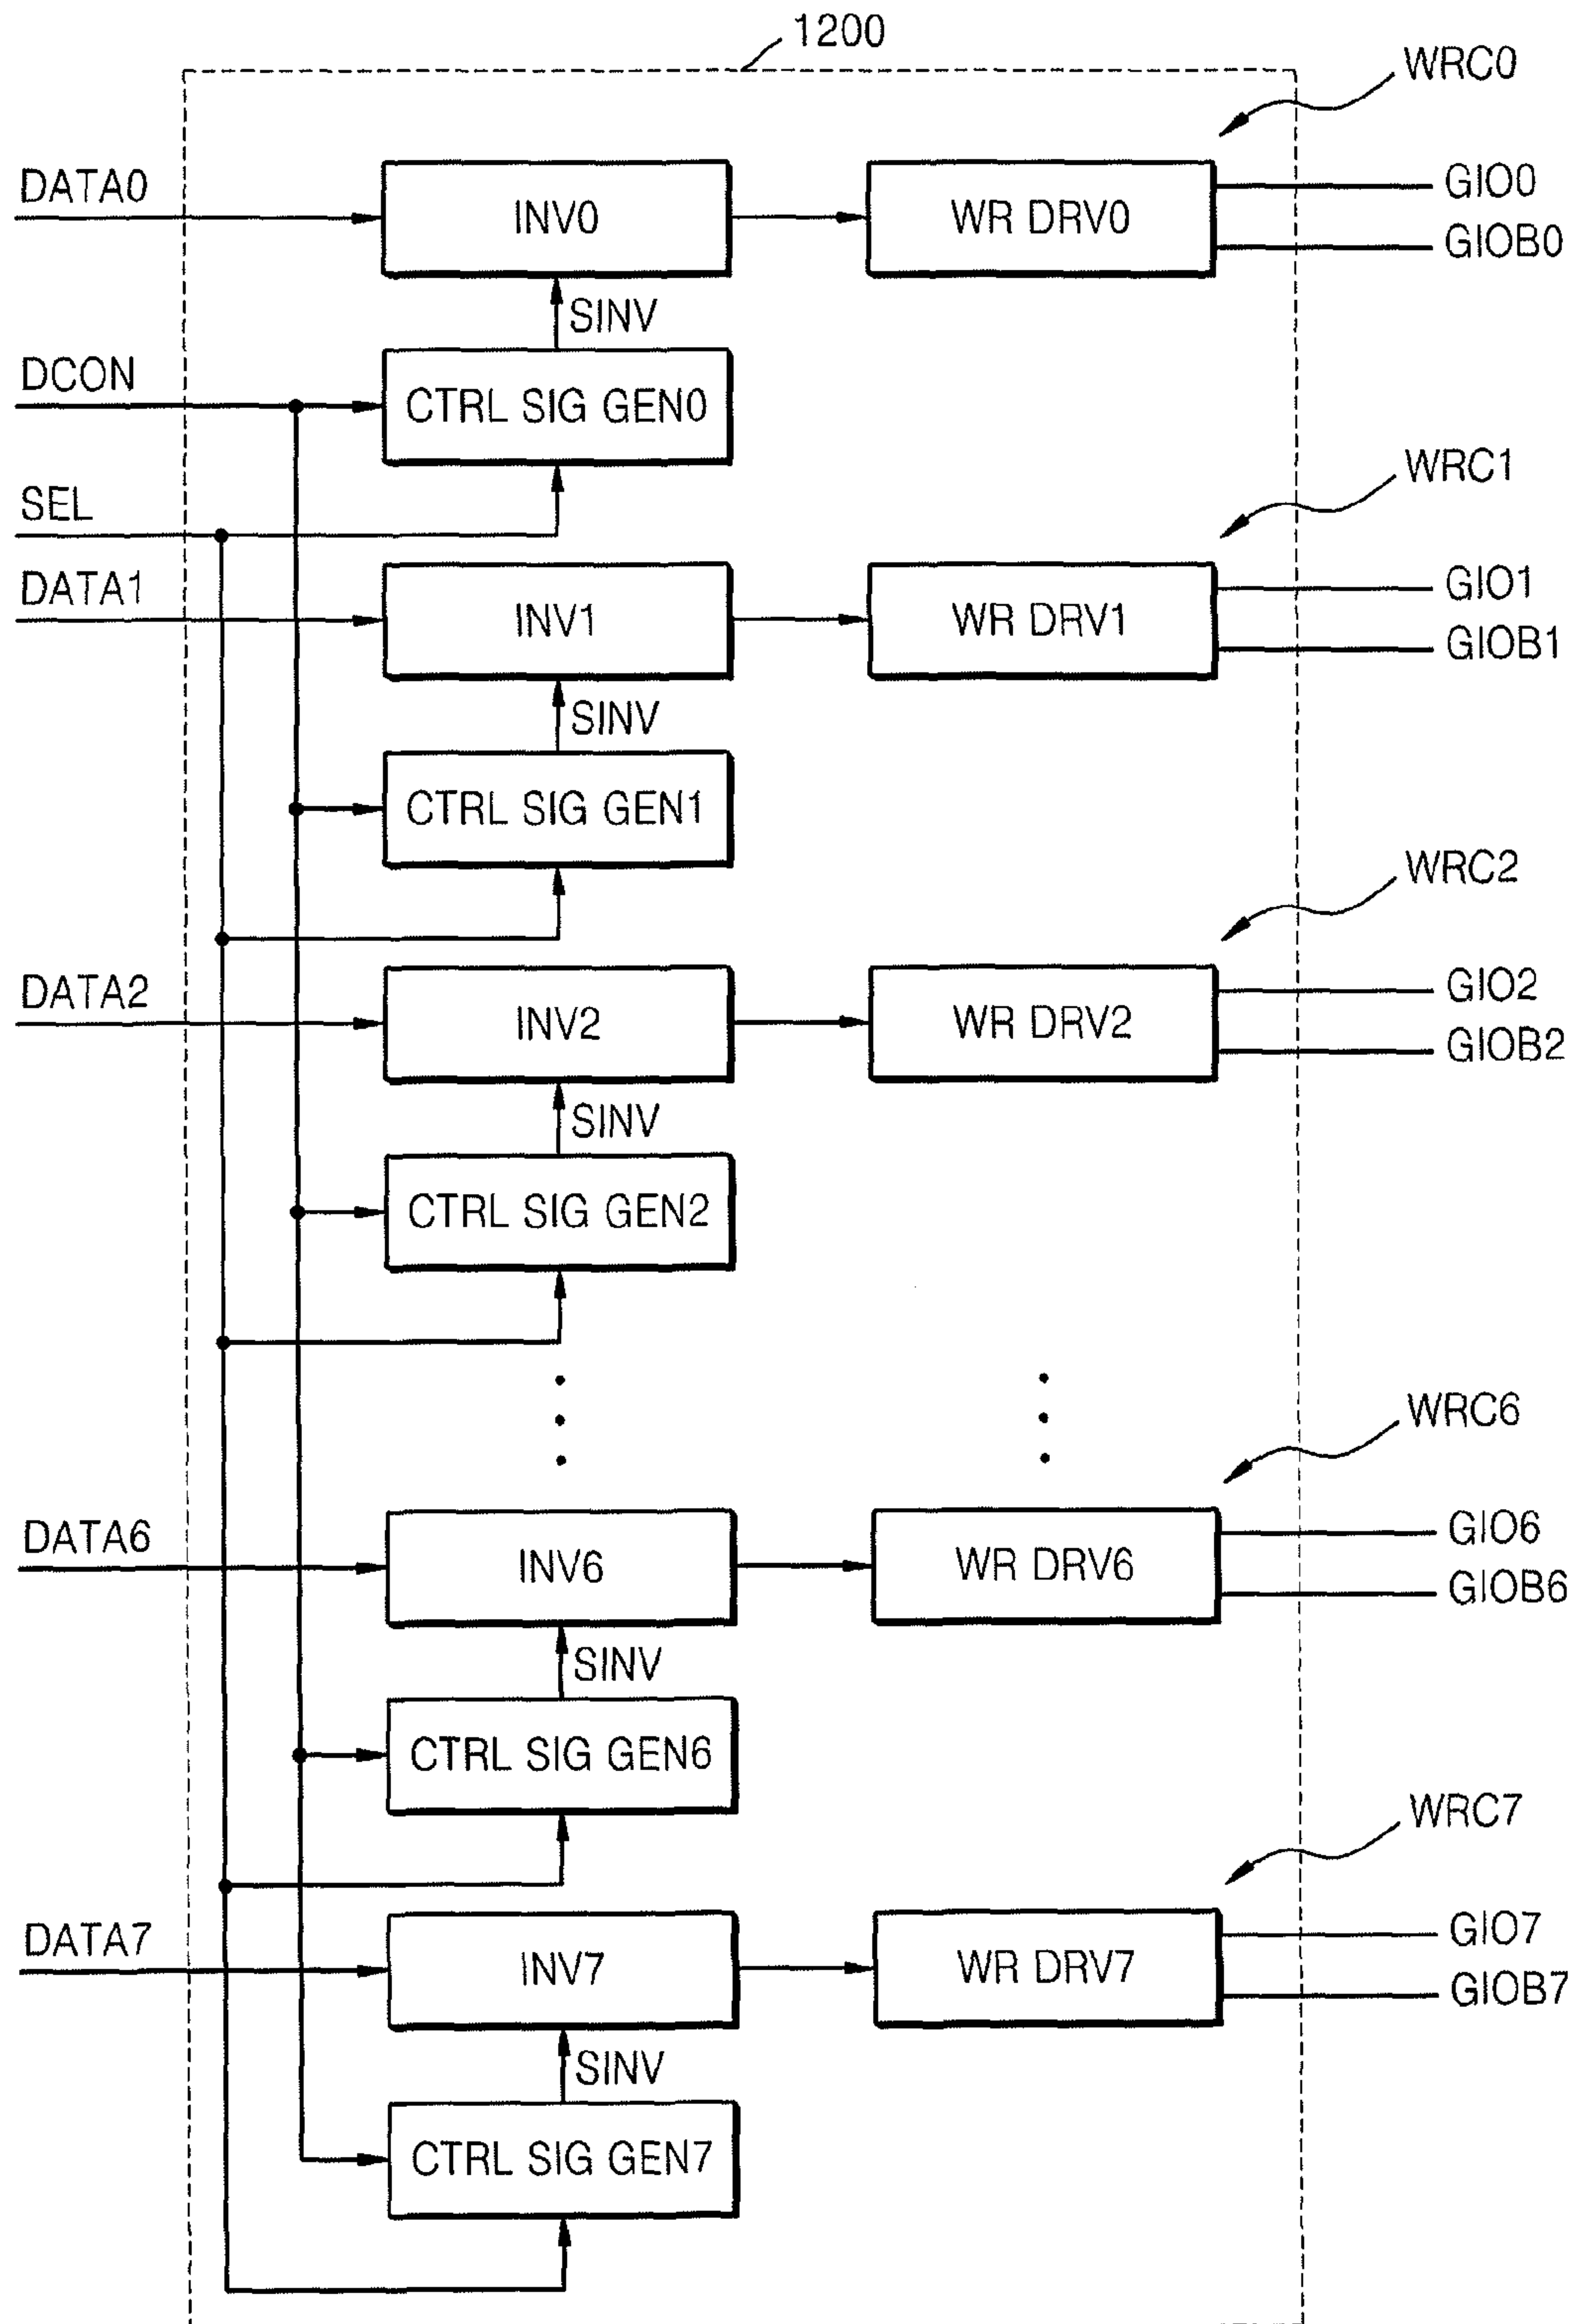 1200
WRC0
DATA0
INV0
WR DRV0
GIO0
GIOB0
SINV
DCON
CTRL SIG GEN0
SEL
WRC1
DATA1
INV1
WR DRV1
GIO1
GIOB1
SINV
CTRL SIG GEN1
WRC2
DATA2
INV2
WR DRV2
GIO2
GIOB2
SINV
CTRL SIG GEN2
WRC6
DATA6
INV6
WR DRV6
GIO6
GIOB6
SINV
CTRL SIG GEN6
WRC7
DATA7
INV7
WR DRV7
GIO7
GIOB7
SINV
CTRL SIG GEN7